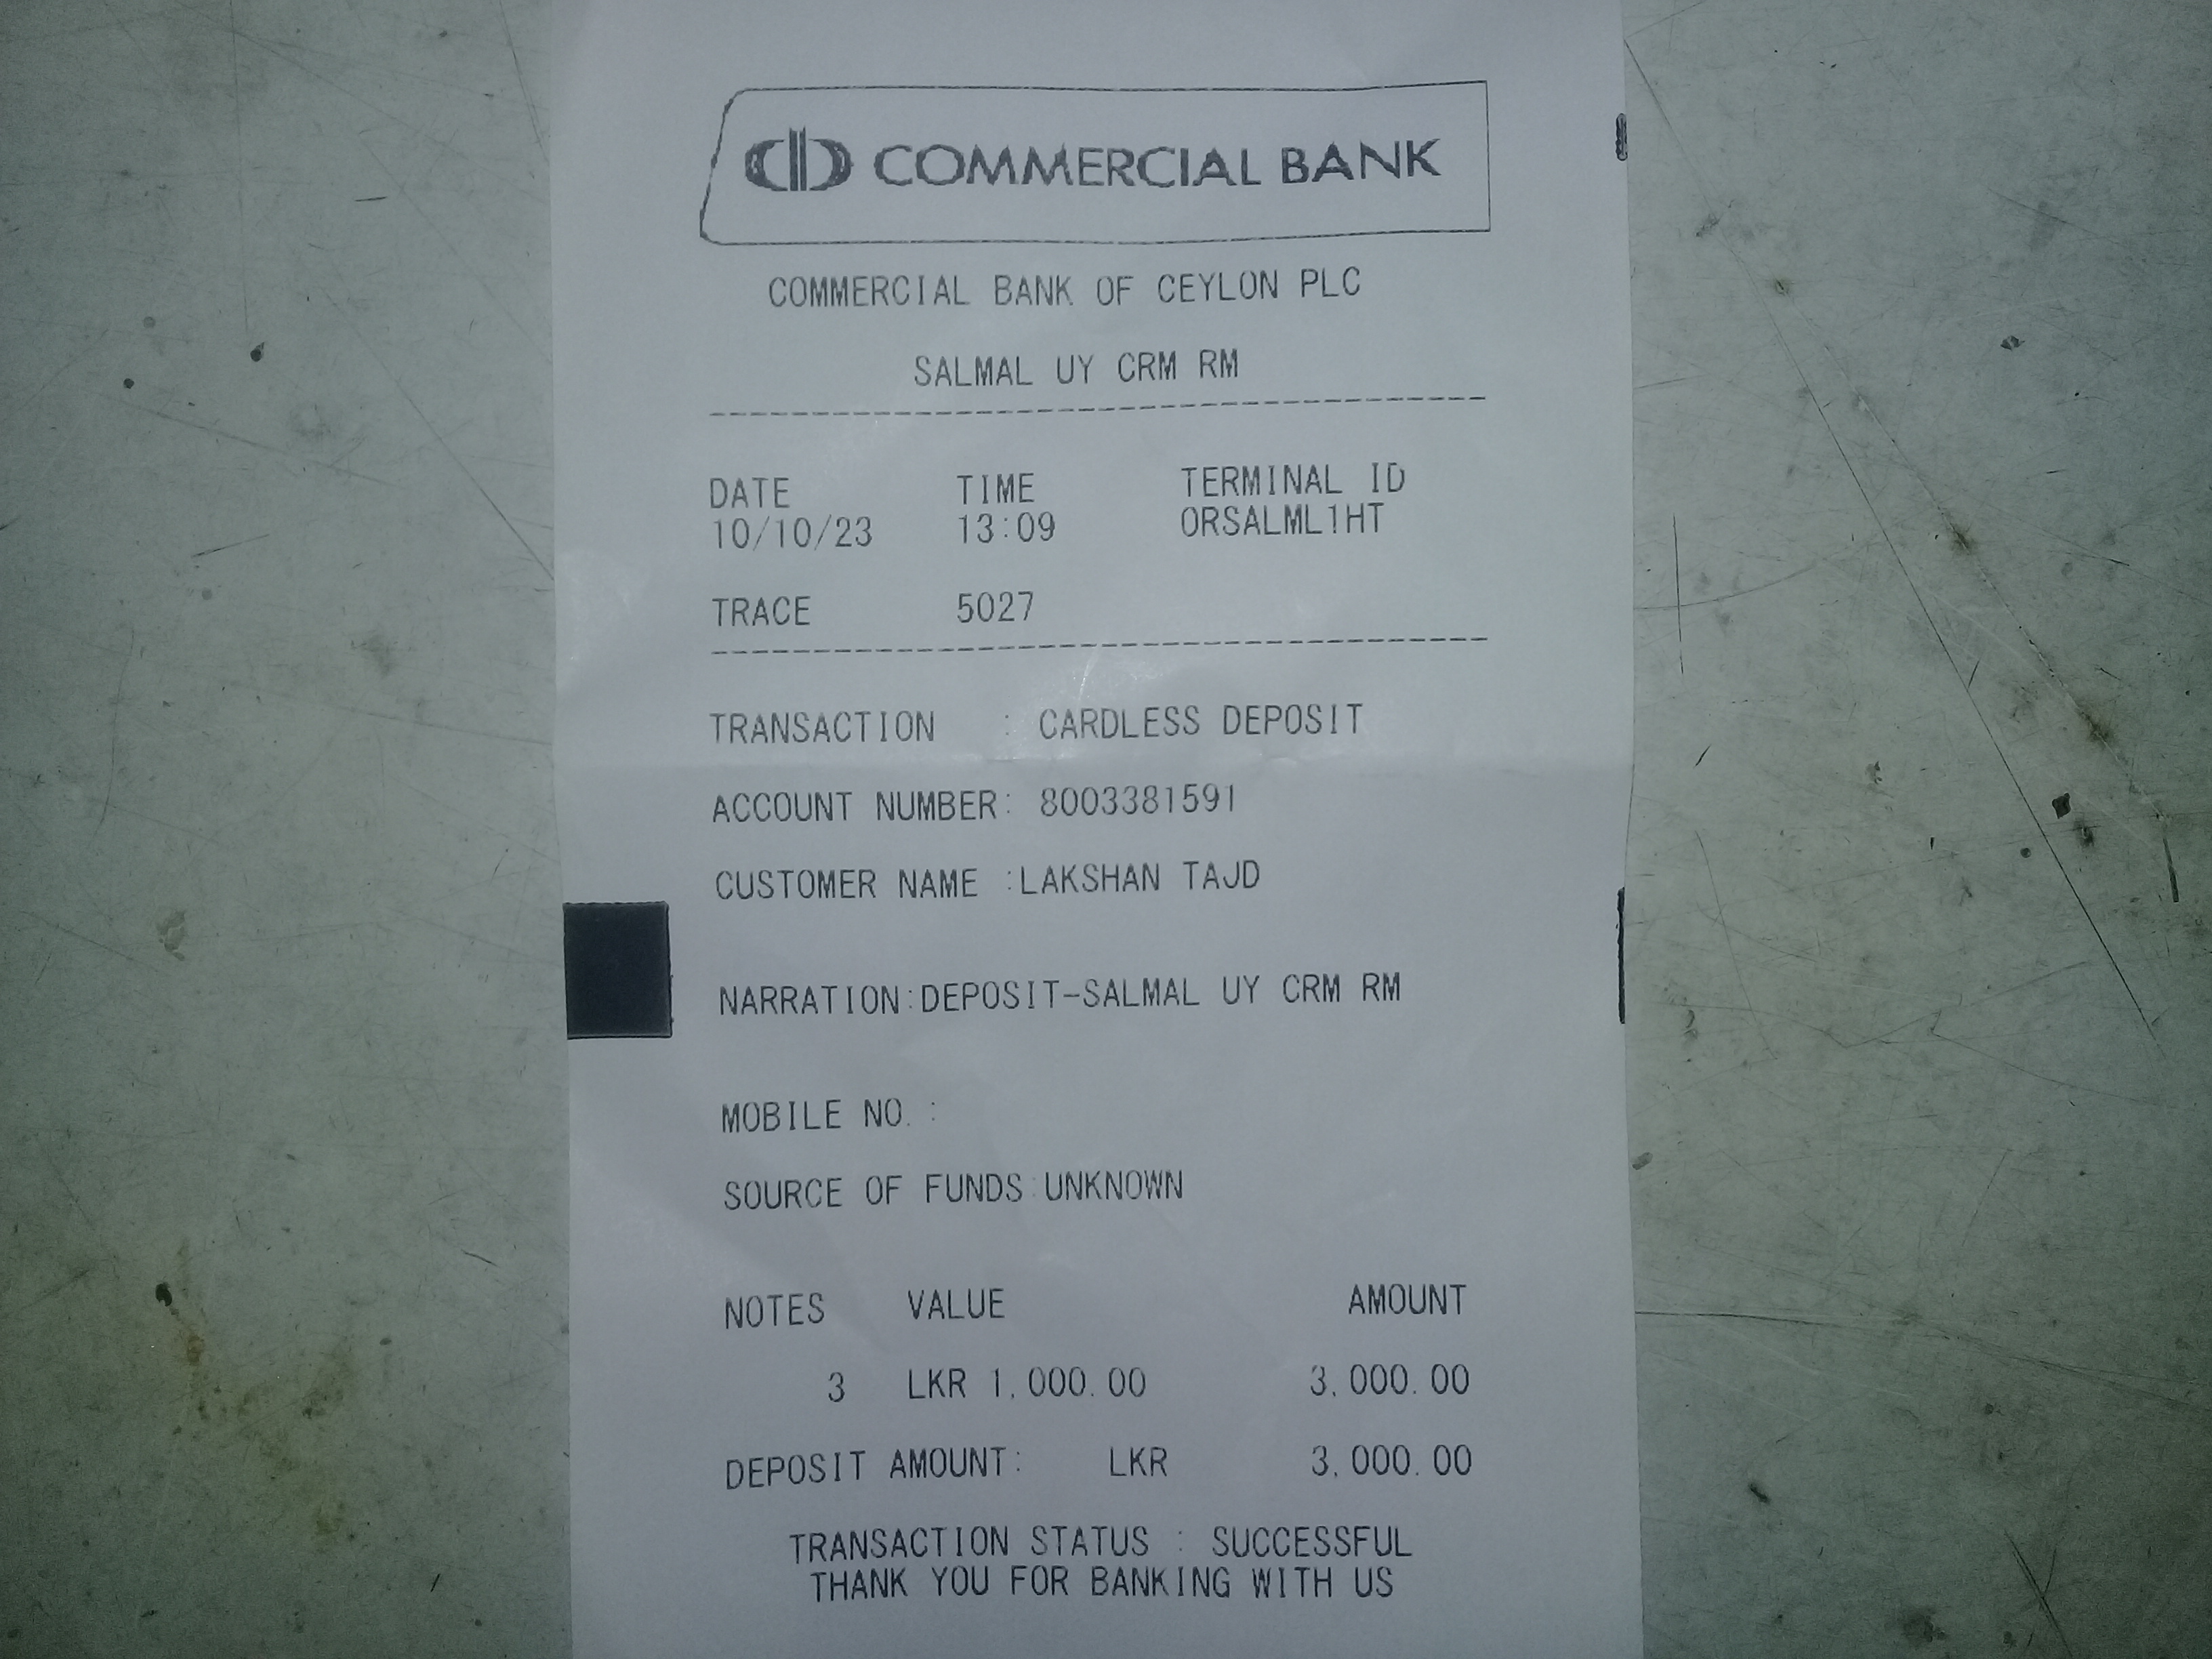 COMMERCIAL BANK
COMMERCIAL BANK OF CEYLON PLC
SALMAL UY CRM RM
DATE TIME TERMINAL ID
10/10/23 13:09 ORSALML1HT
TRACE 5027
TRANSACTION : CARDLESS DEPOSIT
ACCOUNT NUMBER: 8003381591
CUSTOMER NAME :LAKSHAN TAJD
NARRATION:DEPOSIT-SALMAL UY CRM RM
MOBILE NO. :
SOURCE OF FUNDS:UNKNOWN
NOTES VALUE AMOUNT
3 LKR 1,000.00 3,000.00
DEPOSIT AMOUNT: LKR 3,000.00
TRANSACTION STATUS : SUCCESSFUL
THANK YOU FOR BANKING WITH US